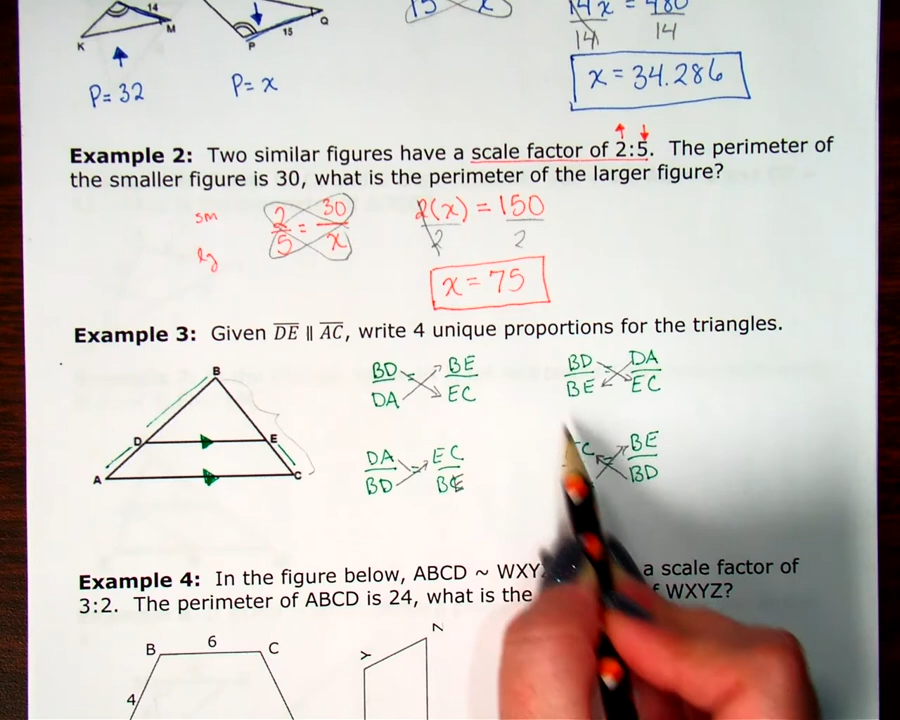 14
K
M
P
15
Q
15 x
14x = 480
14 14
P= 32
P= x
x = 34.286
Example 2: Two similar figures have a scale factor of 2:5. The perimeter of
the smaller figure is 30, what is the perimeter of the larger figure?
sm
lg
2/5 = 30/x
2(x) = 150
2 2
x = 75
Example 3: Given DE || AC, write 4 unique proportions for the triangles.
B
D
E
A
C
BD = BE
DA EC
BD = DA
BE EC
DA = EC
BD BE
BE
BD
Example 4: In the figure below, ABCD ~ WXY a scale factor of
3:2. The perimeter of ABCD is 24, what is the WXYZ?
B
6
C
4
Y